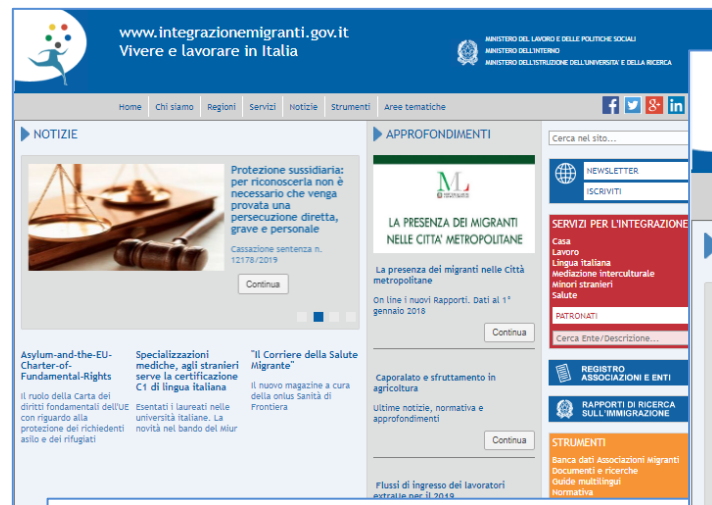 www.integrazionemigranti.gov.it
Vivere e lavorare in Italia
MINISTERO DEL LAVORO E DELLE POLITICHE SOCIALI
MINISTERO DELL'INTERNO
MINISTERO DELL'ISTRUZIONE DELL'UNIVERSITA' E DELLA RICERCA
Home Chi siamo Regioni Servizi Notizie Strumenti Aree tematiche
NOTIZIE
Protezione sussidiaria:
per riconoscerla non è
necessario che venga
provata una
persecuzione diretta,
grave e personale
Cassazione sentenza n.
12178/2019
Continua
Asylum-and-the-EU-
Charter-of-
Fundamental-Rights
Il ruolo della Carta dei
diritti fondamentali dell'UE
con riguardo alla
protezione dei richiedenti
asilo e dei rifugiati
Specializzazioni
mediche, agli stranieri
serve la certificazione
C1 di lingua italiana
Esentati i laureati nelle
università italiane. La
novità nel bando del Miur
"Il Corriere della Salute
Migrante"
Il nuovo magazine a cura
della onlus Sanità di
Frontiera
APPROFONDIMENTI
LA PRESENZA DEI MIGRANTI
NELLE CITTA' METROPOLITANE
La presenza dei migranti nelle Città
metropolitane
On line i nuovi Rapporti. Dati al 1°
gennaio 2018
Continua
Caporalato e sfruttamento in
agricoltura
Ultime notizie, normativa e
approfondimenti
Continua
Flussi di ingresso dei lavoratori
extraUe per il 2019
Cerca nel sito...
NEWSLETTER
ISCRIVITI
SERVIZI PER L'INTEGRAZIONE
Casa
Lavoro
Lingua italiana
Mediazione interculturale
Minori stranieri
Salute
PATRONATI
Cerca Ente/Descrizione...
REGISTRO
ASSOCIAZIONI E ENTI
RAPPORTI DI RICERCA
SULL'IMMIGRAZIONE
STRUMENTI
Banca dati Associazioni Migranti
Documenti e ricerche
Guide multilingui
Normativa